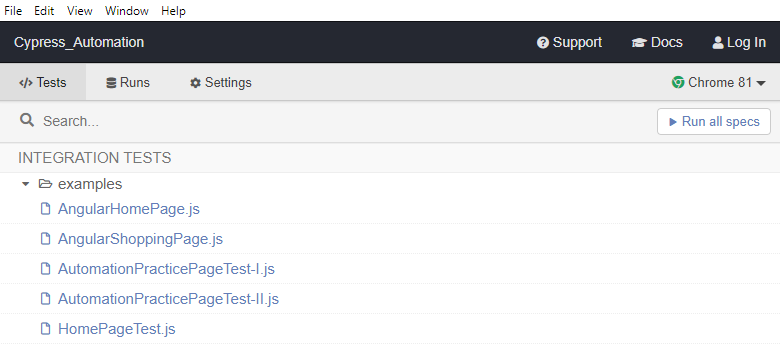 File Edit View Window Help
Cypress_Automation Support Docs Log In
Tests Runs Settings Chrome 81
Search... Run all specs
INTEGRATION TESTS
examples
AngularHomePage.js
AngularShoppingPage.js
AutomationPracticePageTest-I.js
AutomationPracticePageTest-II.js
HomePageTest.js